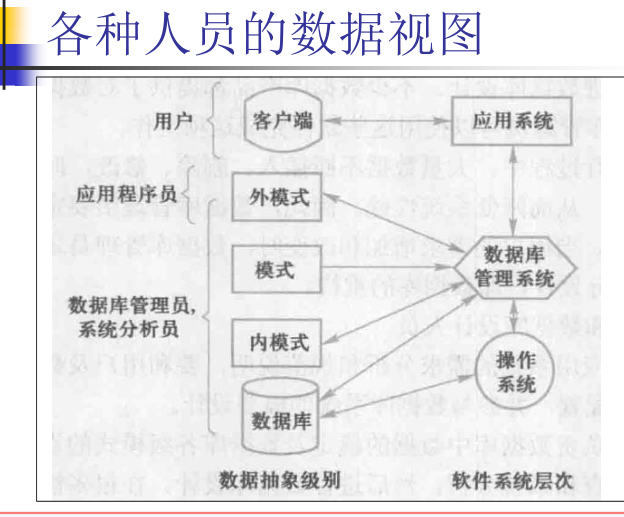 各种人员的数据视图
用户
客户端
应用系统
应用程序员
外模式
模式
数据库
管理系统
数据库管理员,
系统分析员
内模式
操作
系统
数据库
数据抽象级别
软件系统层次